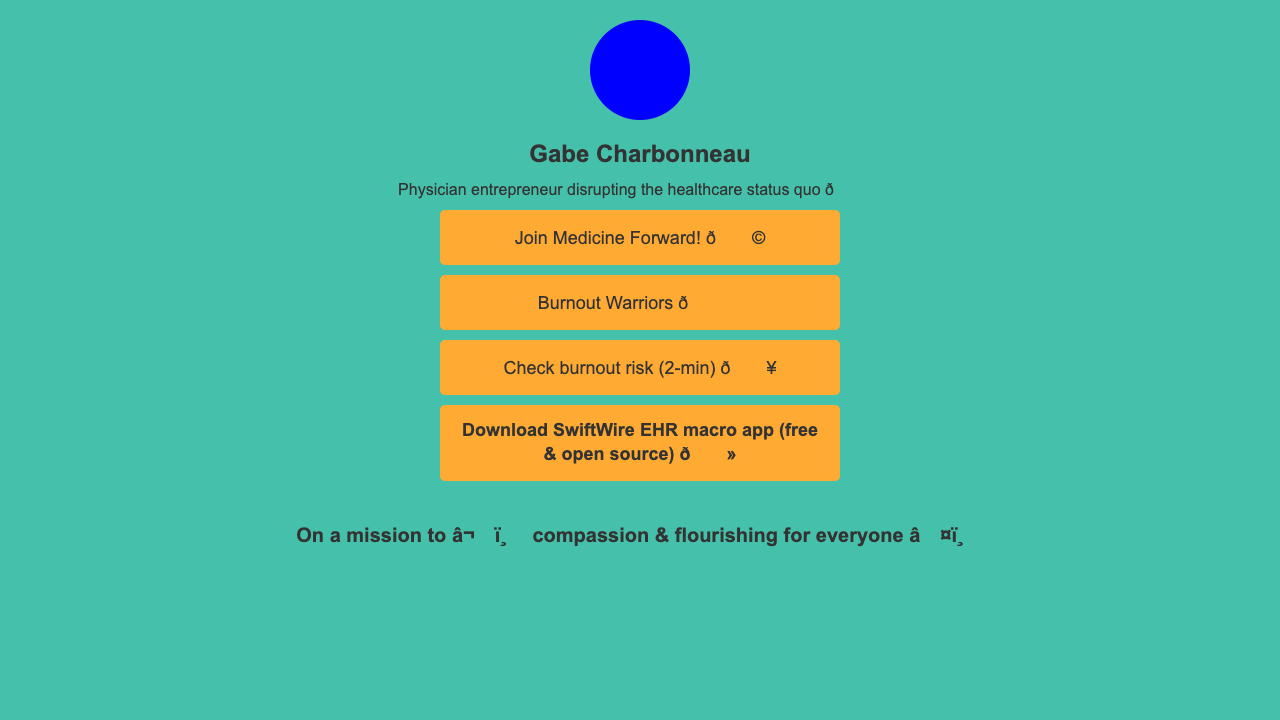 Gabe Charbonneau
Physician entrepreneur disrupting the healthcare status quo ð
Join Medicine Forward! ð ©
Burnout Warriors ð
Check burnout risk (2-min) ð ¥
Download SwiftWire EHR macro app (free
& open source) ð »
On a mission to â¬ ï¸ compassion & flourishing for everyone â ¤ï¸